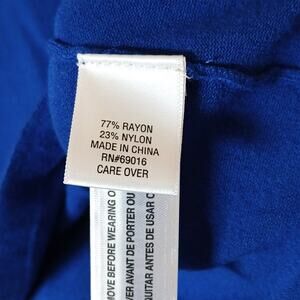 77% RAYON
23% NYLON
MADE IN CHINA
RN#69016
CARE OVER
MOVE BEFORE WEARING O
VER AVANT DE PORTER OU
QUITAR ANTES DE USAR O